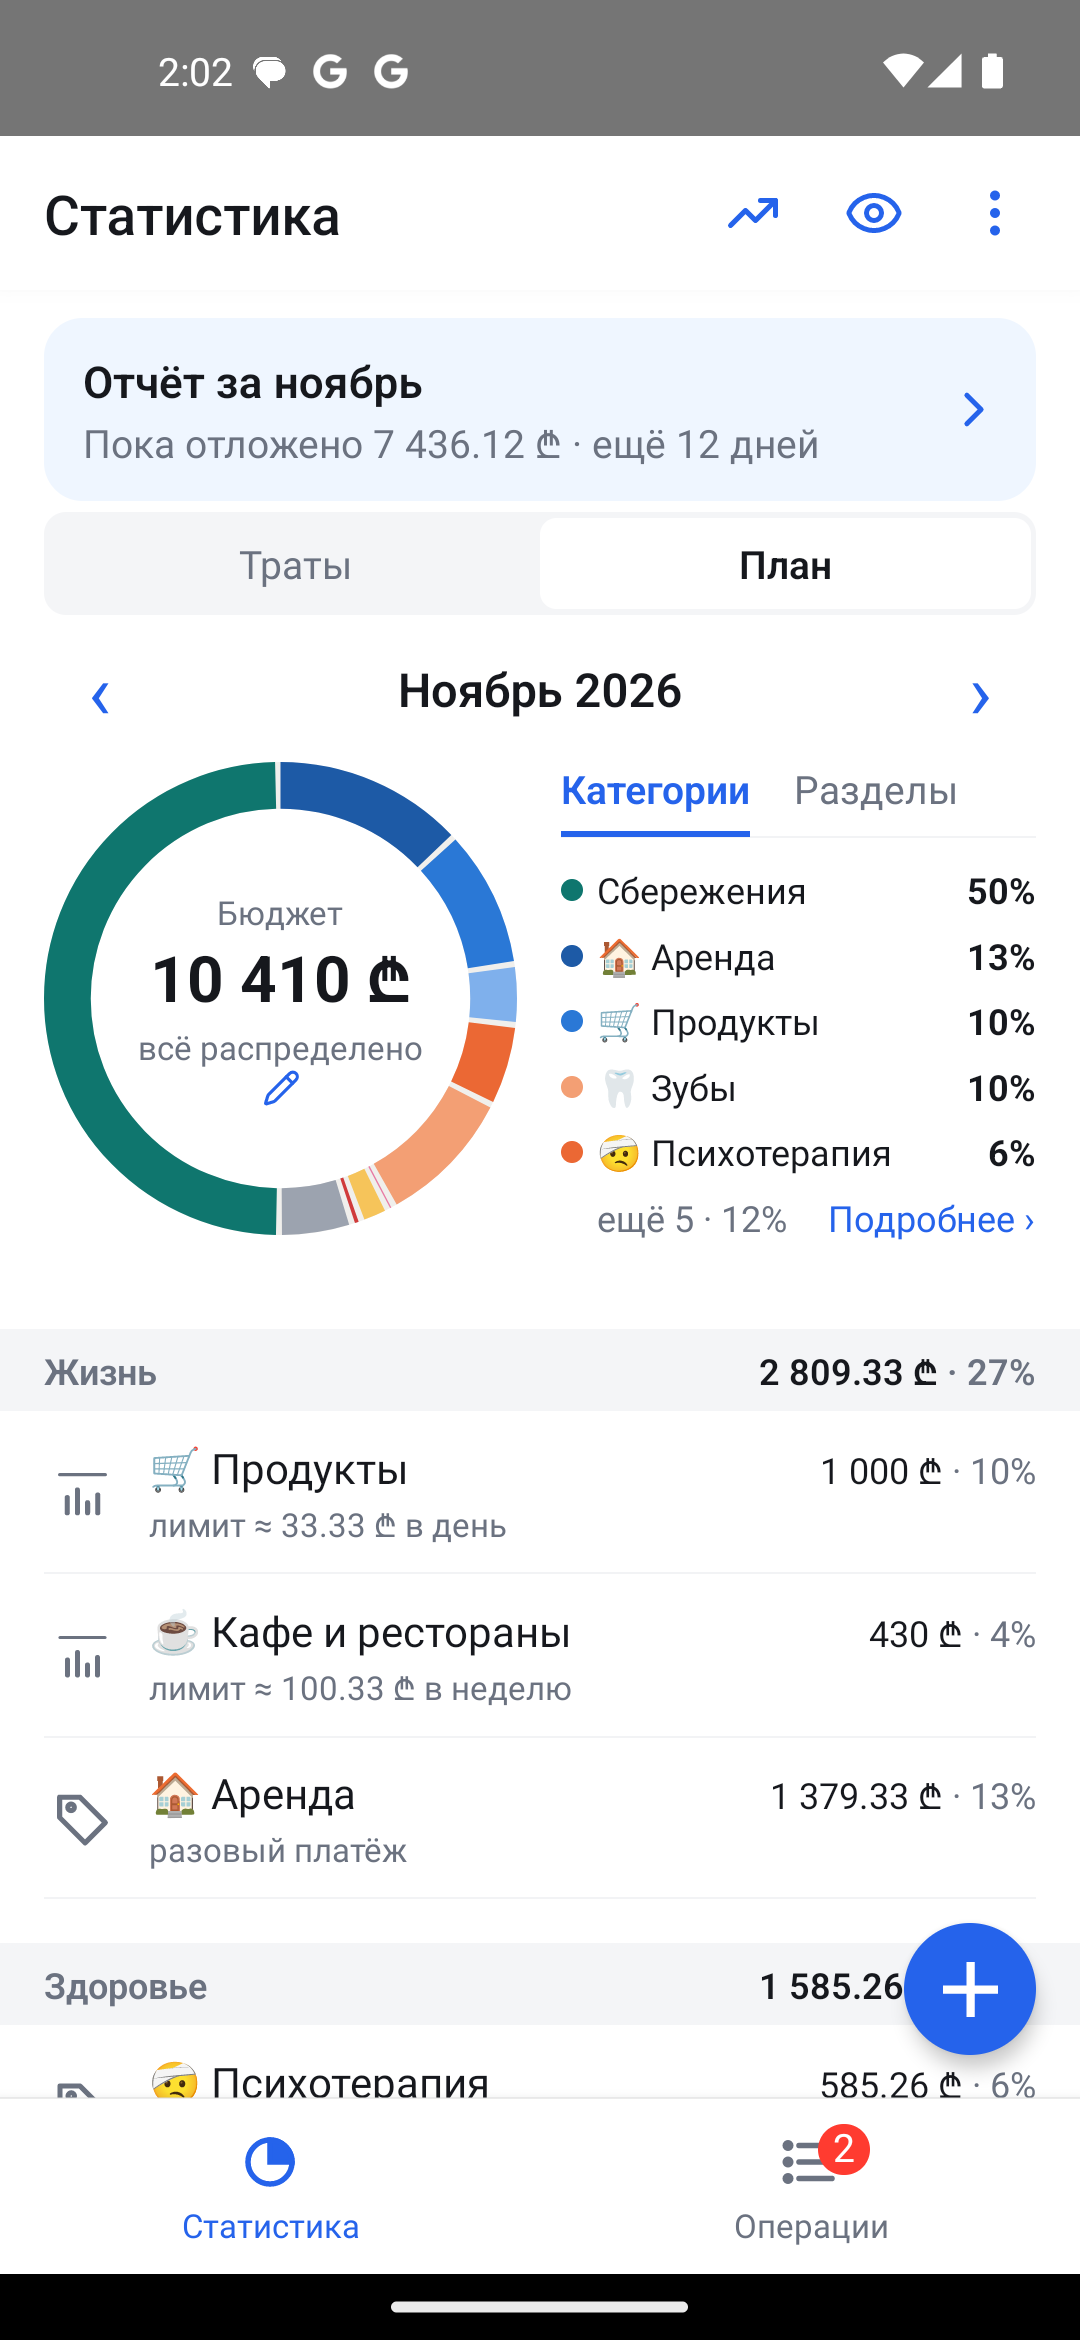 2:02
Статистика
Отчёт за ноябрь
Пока отложено 7 436.12 ₾ · ещё 12 дней
Траты
План
‹ Ноябрь 2026 ›
Бюджет
10 410 ₾
всё распределено
Категории Разделы
Сбережения 50%
🏠 Аренда 13%
🛒 Продукты 10%
🦷 Зубы 10%
🤕 Психотерапия 6%
ещё 5 · 12% Подробнее ›
Жизнь 2 809.33 ₾ · 27%
🛒 Продукты 1 000 ₾ · 10%
лимит ≈ 33.33 ₾ в день
☕ Кафе и рестораны 430 ₾ · 4%
лимит ≈ 100.33 ₾ в неделю
🏠 Аренда 1 379.33 ₾ · 13%
разовый платёж
Здоровье 1 585.26
🤕 Психотерапия 585.26 ₾ · 6%
2
Статистика Операции